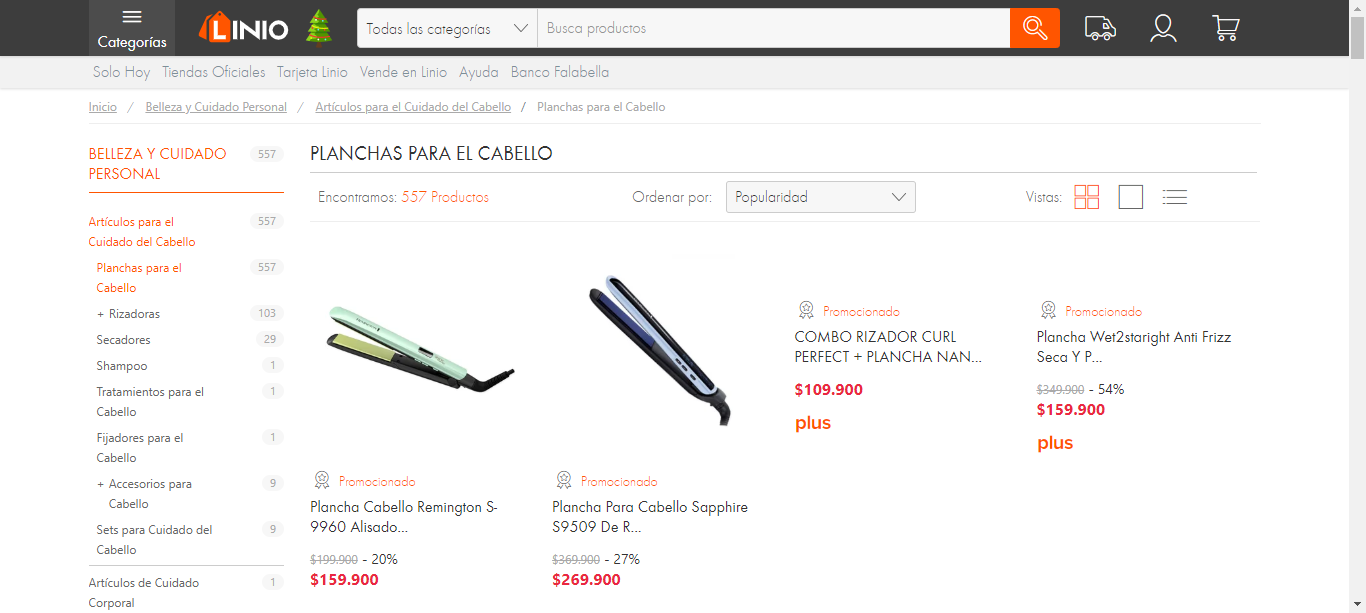 Categorías
LINIO
Todas las categorías
Busca productos
Solo Hoy
Tiendas Oficiales
Tarjeta Linio
Vende en Linio
Ayuda
Banco Falabella
Inicio / Belleza y Cuidado Personal / Artículos para el Cuidado del Cabello / Planchas para el Cabello
BELLEZA Y CUIDADO 557
PERSONAL
Artículos para el 557
Cuidado del Cabello
Planchas para el 557
Cabello
+ Rizadoras 103
Secadores 29
Shampoo 1
Tratamientos para el 1
Cabello
Fijadores para el 1
Cabello
+ Accesorios para 9
Cabello
Sets para Cuidado del 9
Cabello
Artículos de Cuidado 1
Corporal
PLANCHAS PARA EL CABELLO
Encontramos: 557 Productos
Ordenar por: Popularidad
Vistas:
Promocionado
Plancha Cabello Remington S-
9960 Alisado...
$199.900 - 20%
$159.900
Promocionado
Plancha Para Cabello Sapphire
S9509 De R...
$369.900 - 27%
$269.900
Promocionado
COMBO RIZADOR CURL
PERFECT + PLANCHA NAN...
$109.900
plus
Promocionado
Plancha Wet2staright Anti Frizz
Seca Y P...
$349.900 - 54%
$159.900
plus